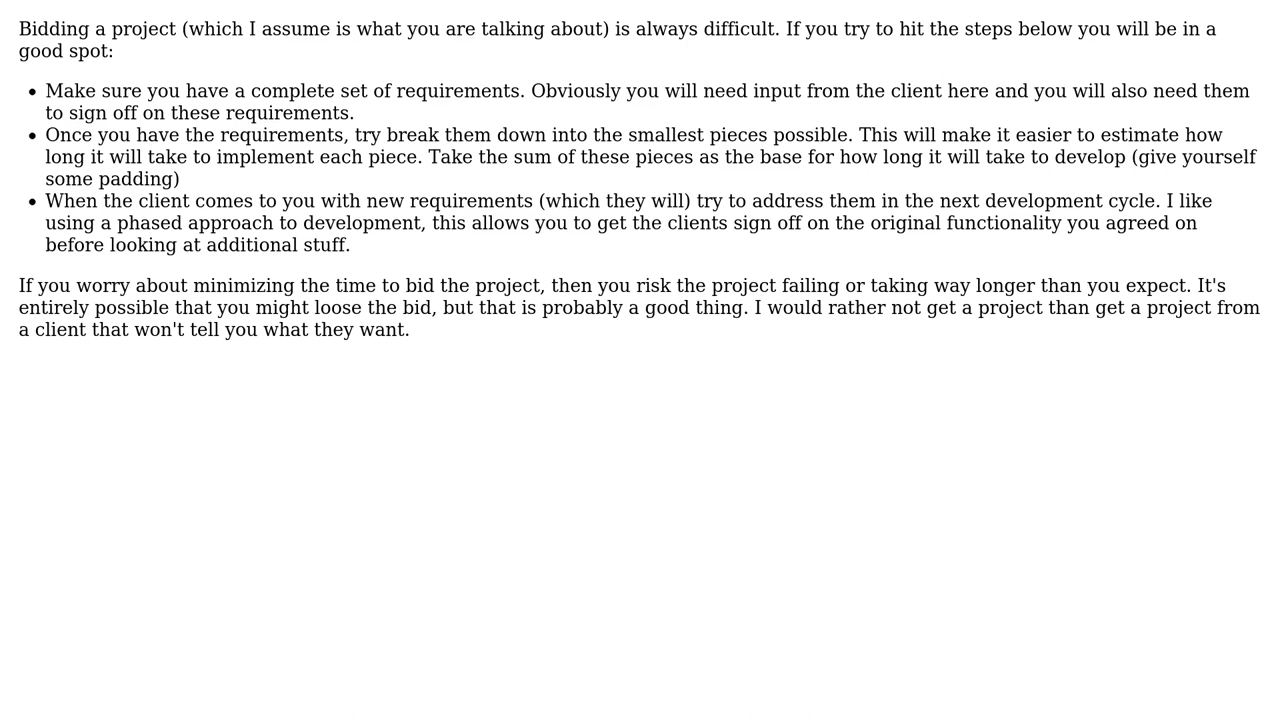 Bidding a project (which I assume is what you are talking about) is always difficult. If you try to hit the steps below you will be in a
good spot:
• Make sure you have a complete set of requirements. Obviously you will need input from the client here and you will also need them
to sign off on these requirements.
• Once you have the requirements, try break them down into the smallest pieces possible. This will make it easier to estimate how
long it will take to implement each piece. Take the sum of these pieces as the base for how long it will take to develop (give yourself
some padding)
• When the client comes to you with new requirements (which they will) try to address them in the next development cycle. I like
using a phased approach to development, this allows you to get the clients sign off on the original functionality you agreed on
before looking at additional stuff.
If you worry about minimizing the time to bid the project, then you risk the project failing or taking way longer than you expect. It's
entirely possible that you might loose the bid, but that is probably a good thing. I would rather not get a project than get a project from
a client that won't tell you what they want.